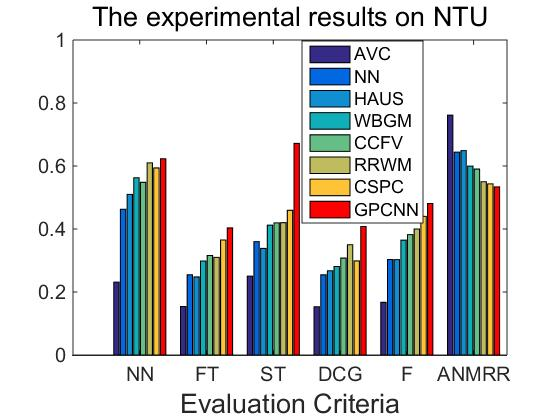 The experimental results on NTU
1
0.8
0.6
0.4
0.2
0
AVC
NN
HAUS
WBGM
CCFV
RRWM
CSPC
GPCNN
NN FT ST DCG F ANMRR
Evaluation Criteria